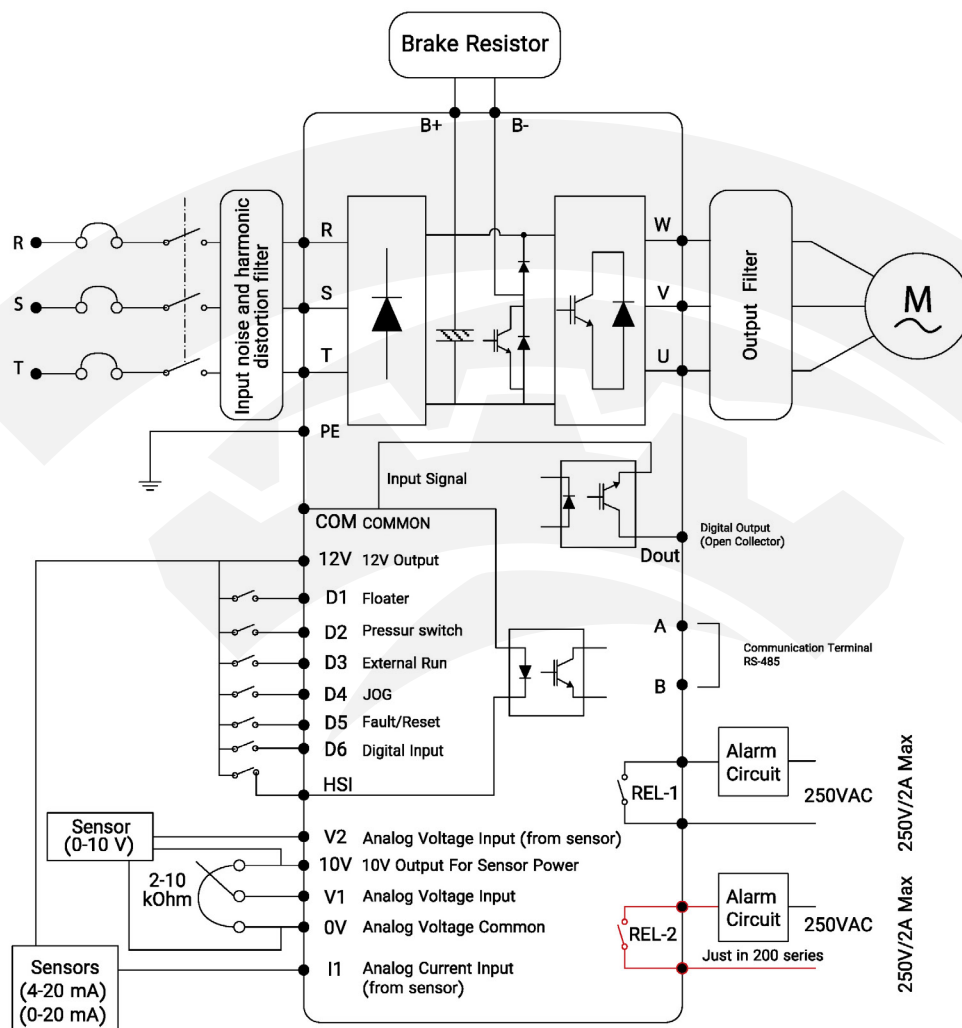 Brake Resistor
B+
B-
R
S
T
Input noise and harmonic
distortion filter
R
S
T
W
V
U
Output Filter
M
PE
Input Signal
COM COMMON
Digital Output
(Open Collector)
Dout
12V 12V Output
D1 Floater
D2 Pressur switch
D3 External Run
D4 JOG
D5 Fault/Reset
D6 Digital Input
HSI
A
B
Communication Terminal
RS-485
Alarm
Circuit
REL-1
250VAC
250V/2A Max
Sensor
(0-10 V)
2-10
kOhm
V2 Analog Voltage Input (from sensor)
10V 10V Output For Sensor Power
V1 Analog Voltage Input
0V Analog Voltage Common
Alarm
Circuit
REL-2
250VAC
Just in 200 series
250V/2A Max
Sensors
(4-20 mA)
(0-20 mA)
I1 Analog Current Input
(from sensor)